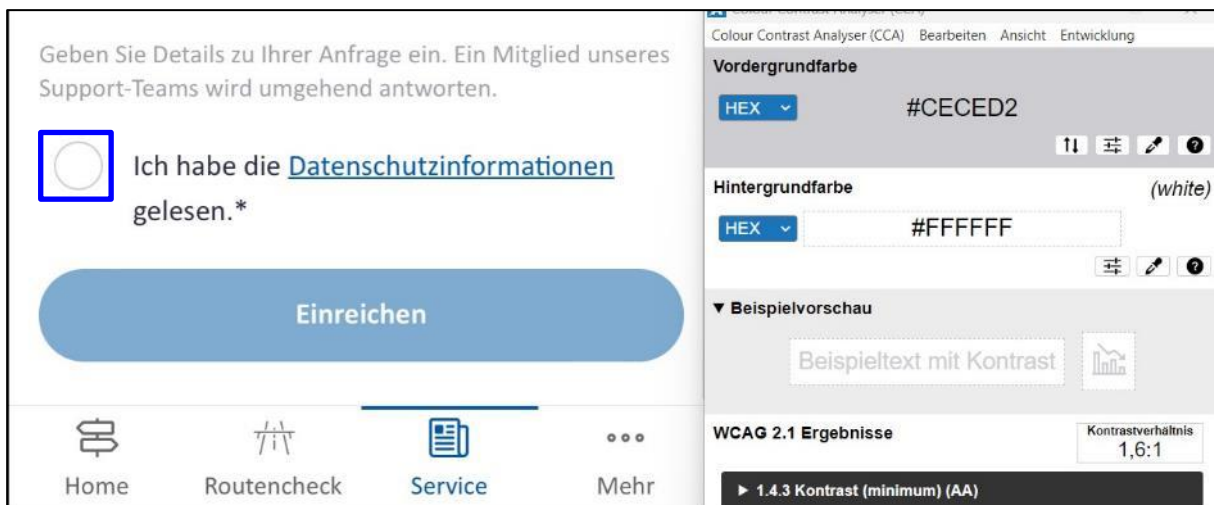 Geben Sie Details zu Ihrer Anfrage ein. Ein Mitglied unseres
Support-Teams wird umgehend antworten.
Ich habe die Datenschutzinformationen
gelesen.*
Einreichen
Home Routencheck Service Mehr
Colour Contrast Analyser (CCA)
Colour Contrast Analyser (CCA) Bearbeiten Ansicht Entwicklung
Vordergrundfarbe
HEX #CECED2
Hintergrundfarbe (white)
HEX #FFFFFF
▼ Beispielvorschau
Beispieltext mit Kontrast
WCAG 2.1 Ergebnisse
Kontrastverhältnis
1,6:1
▶ 1.4.3 Kontrast (minimum) (AA)